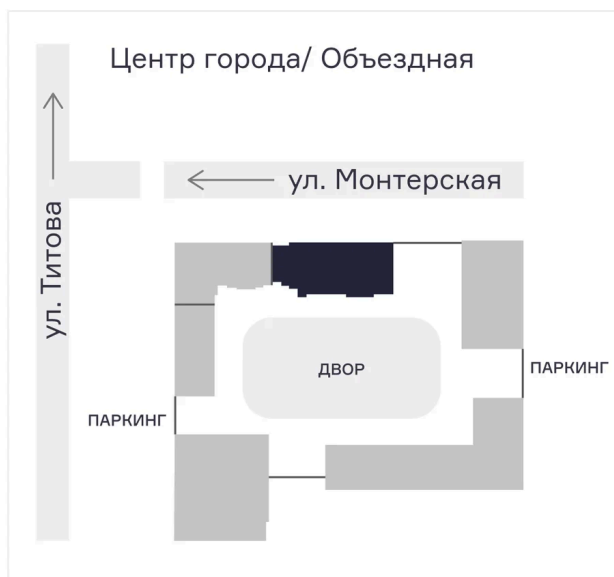 Центр города/ Объездная
ул. Монтерская
ул. Титова
ДВОР
ПАРКИНГ
ПАРКИНГ